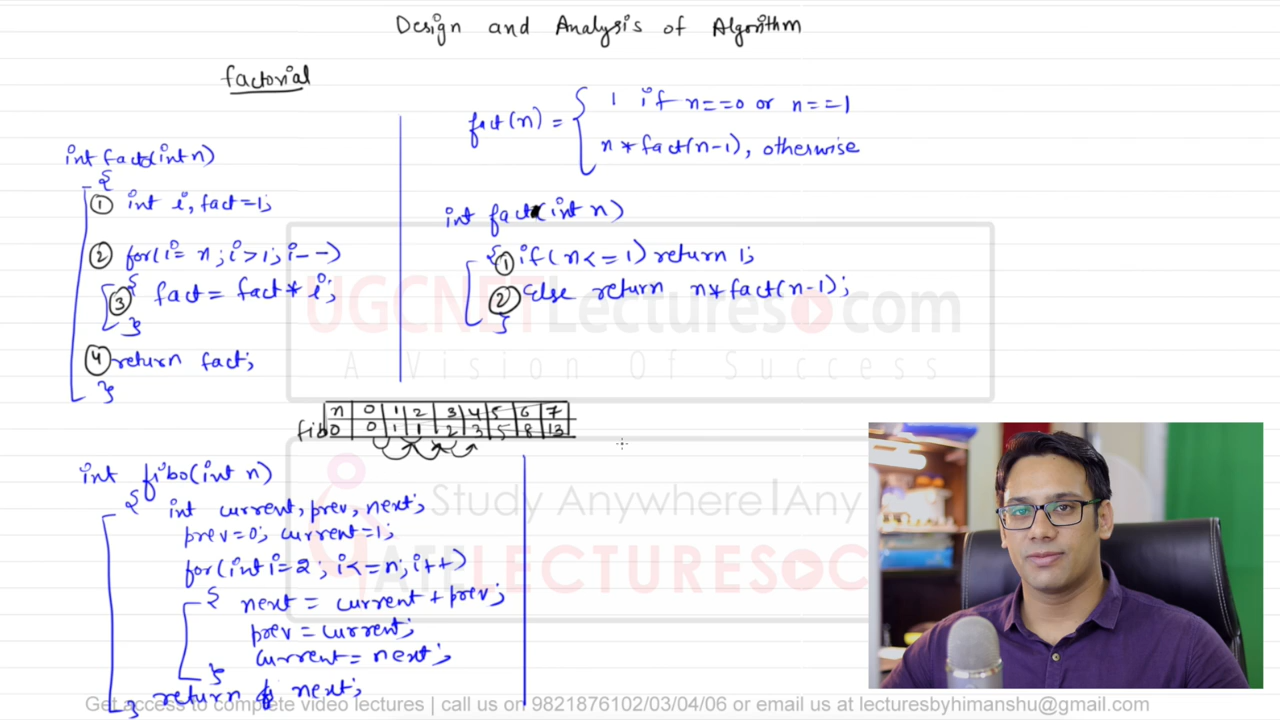 Design and Analysis of Algorithm
factorial
int facto(int n)
{
① int i, fact=1;
② for(i= n; i>1; i--)
{
③ fact= fact* i;
}
④ return fact;
}
fact(n) = { 1 if n==0 or n==1
n * fact(n-1), otherwise
int fact(int n)
{ ① if(n<=1) return 1;
② Else return n*fact(n-1);
}
UGCNETLectures.com
A Vision Of Success
n 0 1 2 3 4 5 6 7
fibo 0 0 1 1 2 3 5 8 13
int fibo(int n)
{ int current, prev, next;
prev=0; current=1;
for(int i=2; i<=n; i++)
{ next = current + prev;
prev = current;
current= next;
}
return next;
}
Study Anywhere|Any
GATELECTURES
Get access to complete video lectures | call us on 9821876102/03/04/06 or email us at lecturesbyhimanshu@gmail.com